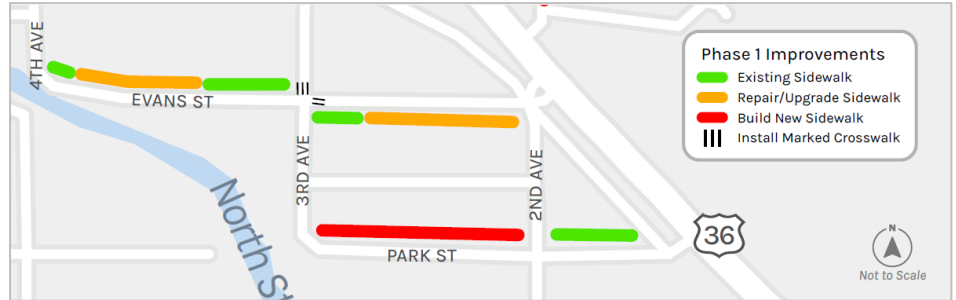 Phase 1 Improvements
Existing Sidewalk
Repair/Upgrade Sidewalk
Build New Sidewalk
Install Marked Crosswalk
4TH AVE
EVANS ST
3RD AVE
2ND AVE
North St
PARK ST
36
N
Not to Scale